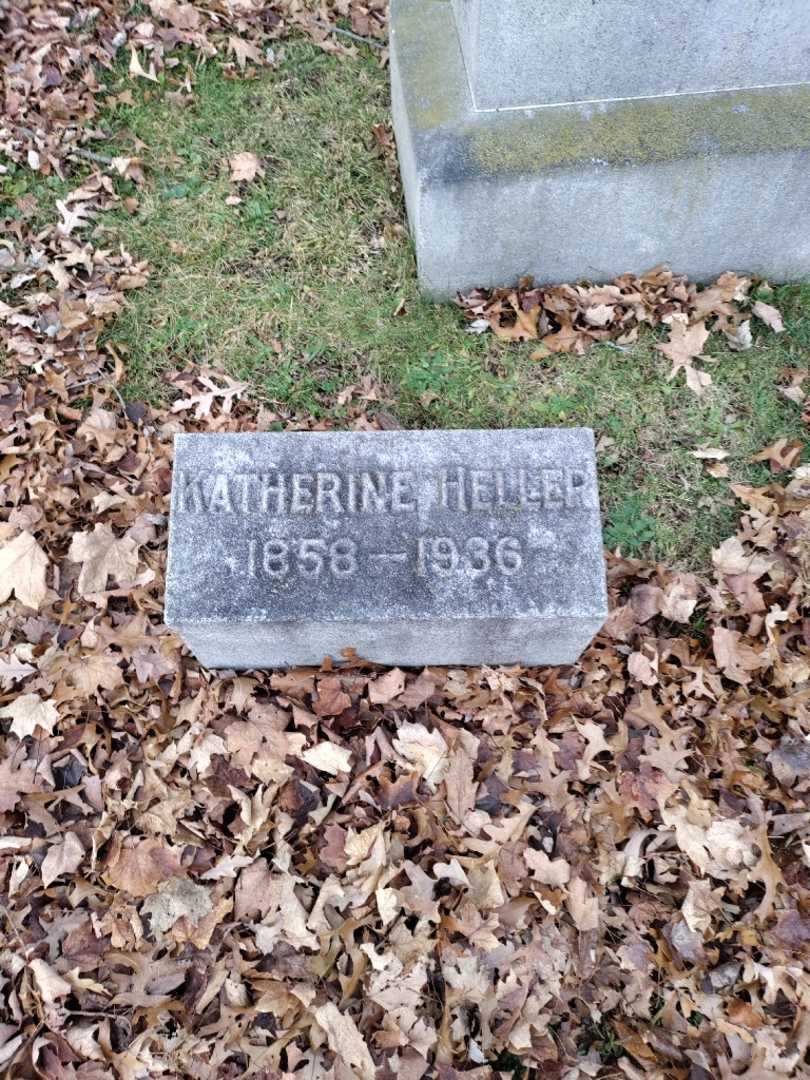 KATHERINE HELLER
1858 — 1936